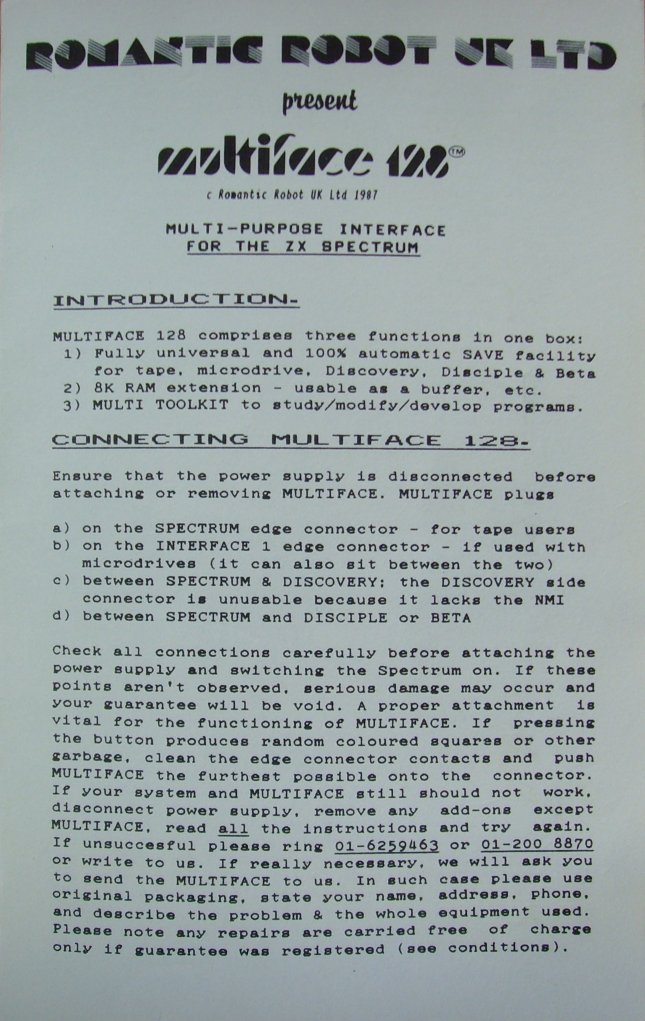 ROMANTIC ROBOT UK LTD
present
multiface 128 TM
c Romantic Robot UK Ltd 1987
MULTI-PURPOSE INTERFACE
FOR THE ZX SPECTRUM
INTRODUCTION-
MULTIFACE 128 comprises three functions in one box:
1) Fully universal and 100% automatic SAVE facility
for tape, microdrive, Discovery, Disciple & Beta
2) 8K RAM extension - usable as a buffer, etc.
3) MULTI TOOLKIT to study/modify/develop programs.
CONNECTING MULTIFACE 128-
Ensure that the power supply is disconnected before
attaching or removing MULTIFACE. MULTIFACE plugs
a) on the SPECTRUM edge connector - for tape users
b) on the INTERFACE 1 edge connector - if used with
microdrives (it can also sit between the two)
c) between SPECTRUM & DISCOVERY; the DISCOVERY side
connector is unusable because it lacks the NMI
d) between SPECTRUM and DISCIPLE or BETA
Check all connections carefully before attaching the
power supply and switching the Spectrum on. If these
points aren't observed, serious damage may occur and
your guarantee will be void. A proper attachment is
vital for the functioning of MULTIFACE. If pressing
the button produces random coloured squares or other
garbage, clean the edge connector contacts and push
MULTIFACE the furthest possible onto the connector.
If your system and MULTIFACE still should not work,
disconnect power supply, remove any add-ons except
MULTIFACE, read all the instructions and try again.
If unsuccesful please ring 01-6259463 or 01-200 8870
or write to us. If really necessary, we will ask you
to send the MULTIFACE to us. In such case please use
original packaging, state your name, address, phone,
and describe the problem & the whole equipment used.
Please note any repairs are carried free of charge
only if guarantee was registered (see conditions).